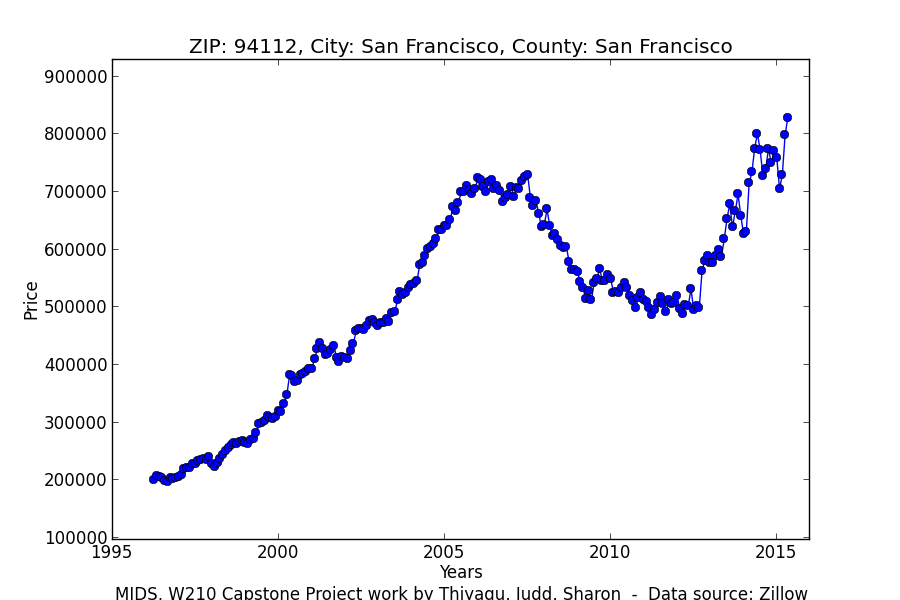 ZIP: 94112, City: San Francisco, County: San Francisco
900000
800000
700000
600000
500000
400000
300000
200000
100000
Price
1995 2000 2005 2010 2015
Years
MIDS, W210 Capstone Project work by Thiyagu, Judd, Sharon - Data source: Zillow